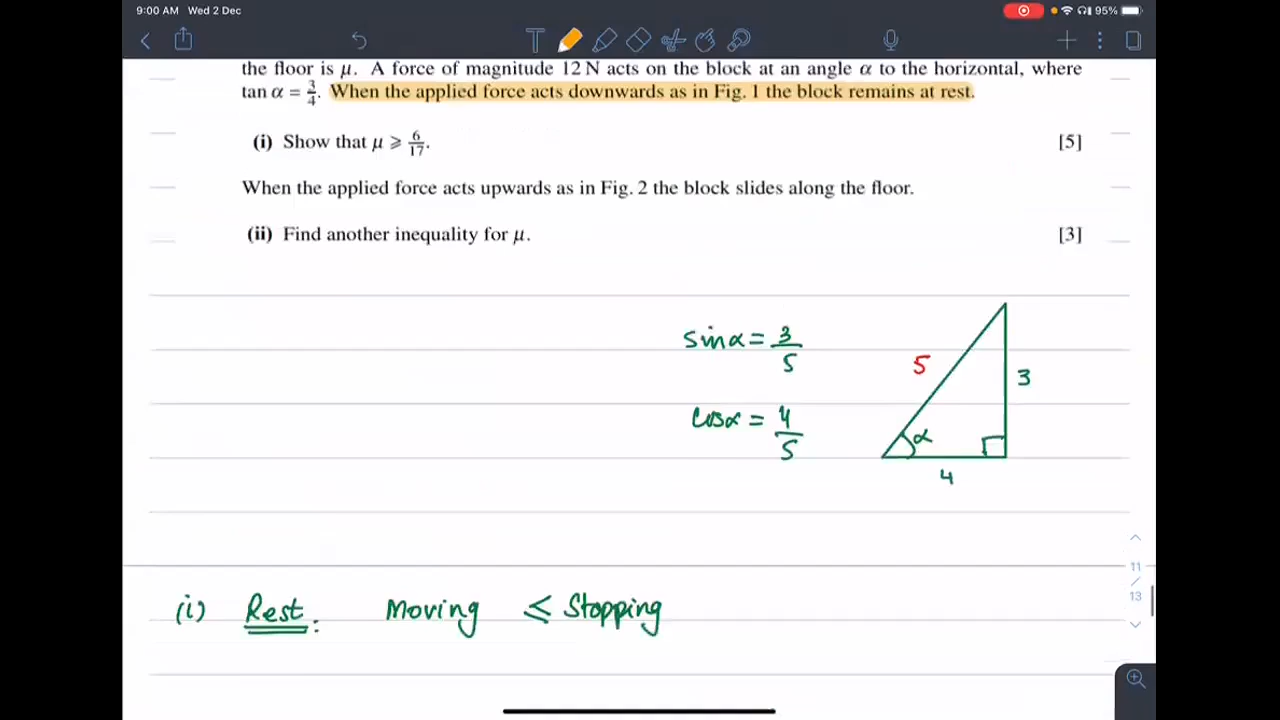 9:00 AM Wed 2 Dec 95%
the floor is μ. A force of magnitude 12 N acts on the block at an angle α to the horizontal, where
tan α = 3/4. When the applied force acts downwards as in Fig. 1 the block remains at rest.
(i) Show that μ ⩾ 6/17. [5]
When the applied force acts upwards as in Fig. 2 the block slides along the floor.
(ii) Find another inequality for μ. [3]
sinα = 3/5
5
3
cosα = 4/5
α
4
11
/
13
(i) Rest: Moving ≤ Stopping